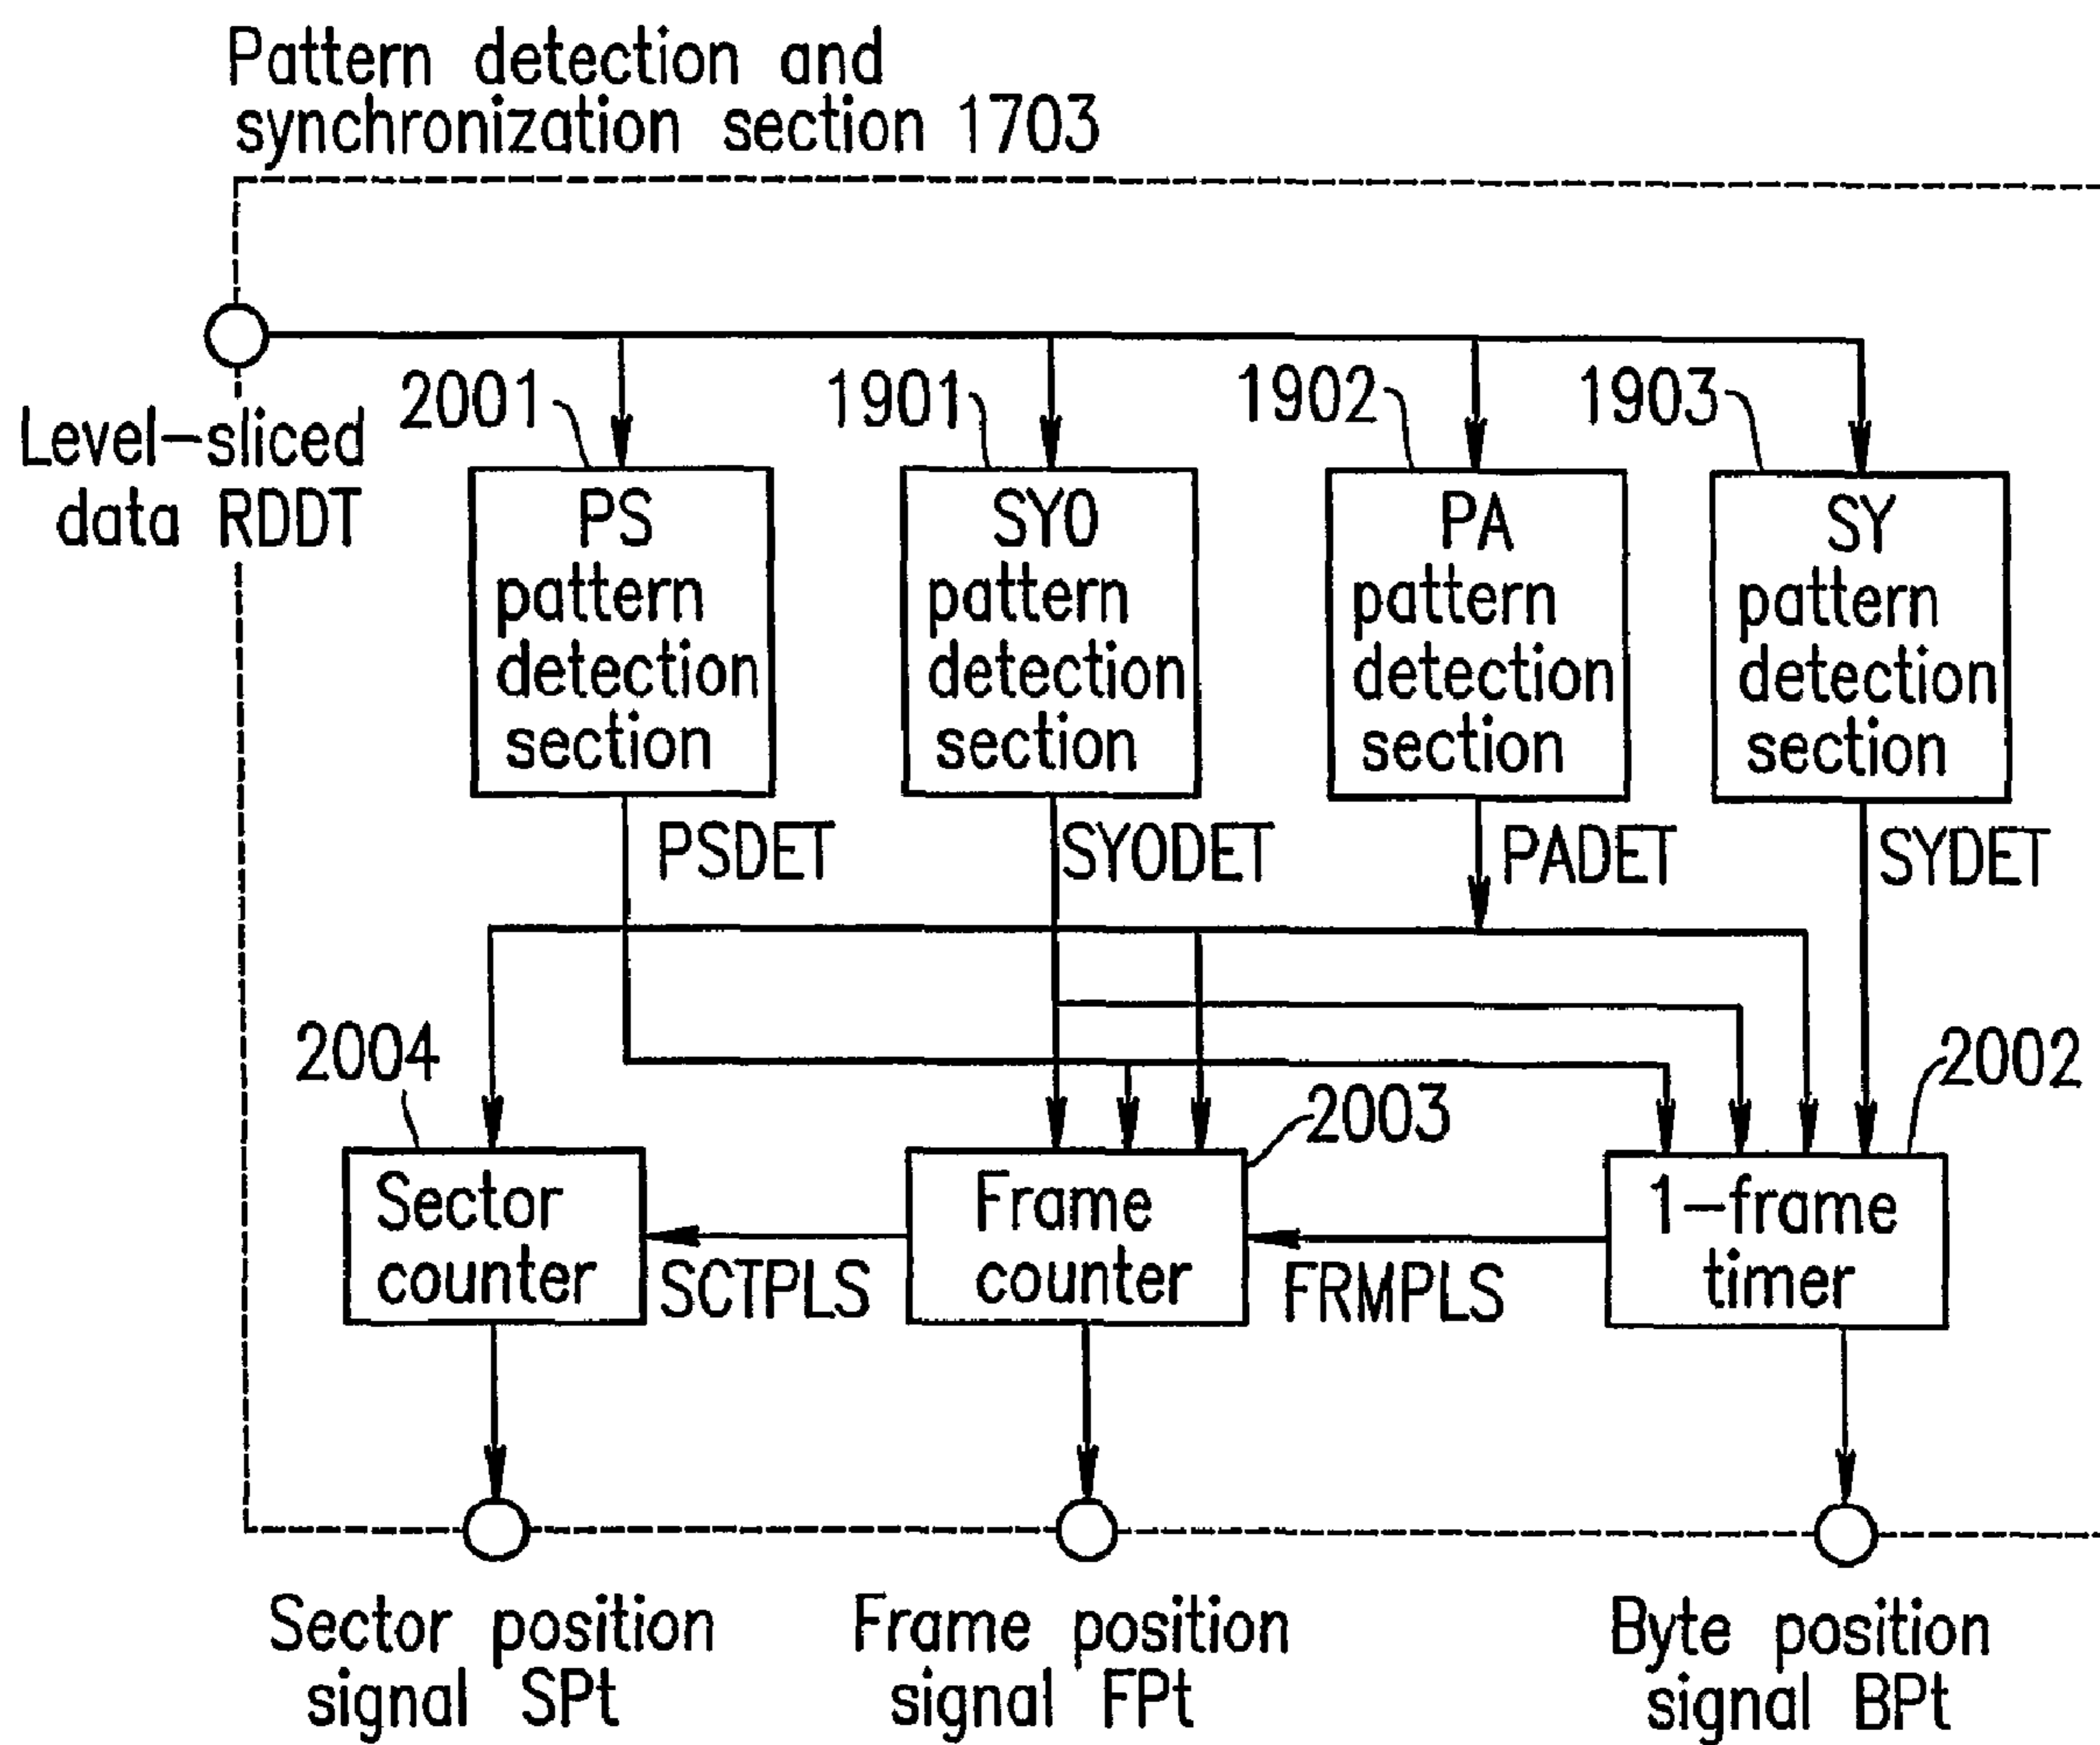 Pattern detection and
synchronization section 1703
Level-sliced
data RDDT
2001
1901
1902
1903
PS
pattern
detection
section
SY0
pattern
detection
section
PA
pattern
detection
section
SY
pattern
detection
section
PSDET
SY0DET
PADET
SYDET
2004
2003
2002
Sector
counter
SCTPLS
Frame
counter
FRMPLS
1-frame
timer
Sector position
signal SPt
Frame position
signal FPt
Byte position
signal BPt